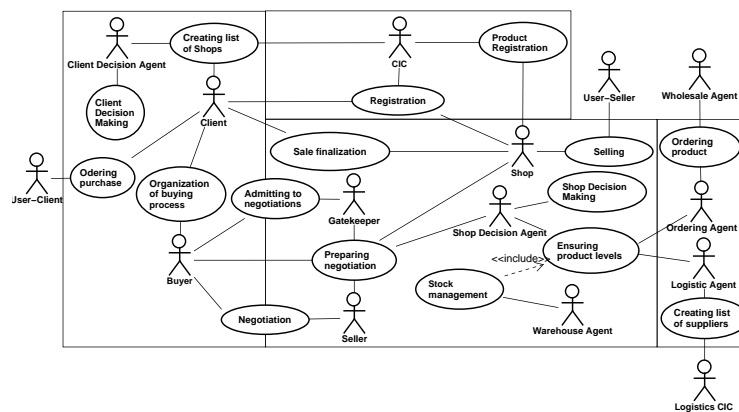 Creating list
of Shops
Client Decision Agent
CIC
Product
Registration
User-Seller
Wholesale Agent
Client
Decision
Making
Client
Registration
Sale finalization
Shop
Selling
Ordering
product
Odering
purchase
User-Client
Organization
of buying
process
Admitting to
negotiations
Gatekeeper
Shop Decision
Making
Shop Decision Agent
Ordering Agent
Buyer
Preparing
negotiation
<<include>>
Ensuring
product levels
Logistic Agent
Stock
management
Negotiation
Seller
Warehouse Agent
Creating list
of suppliers
Logistics CIC